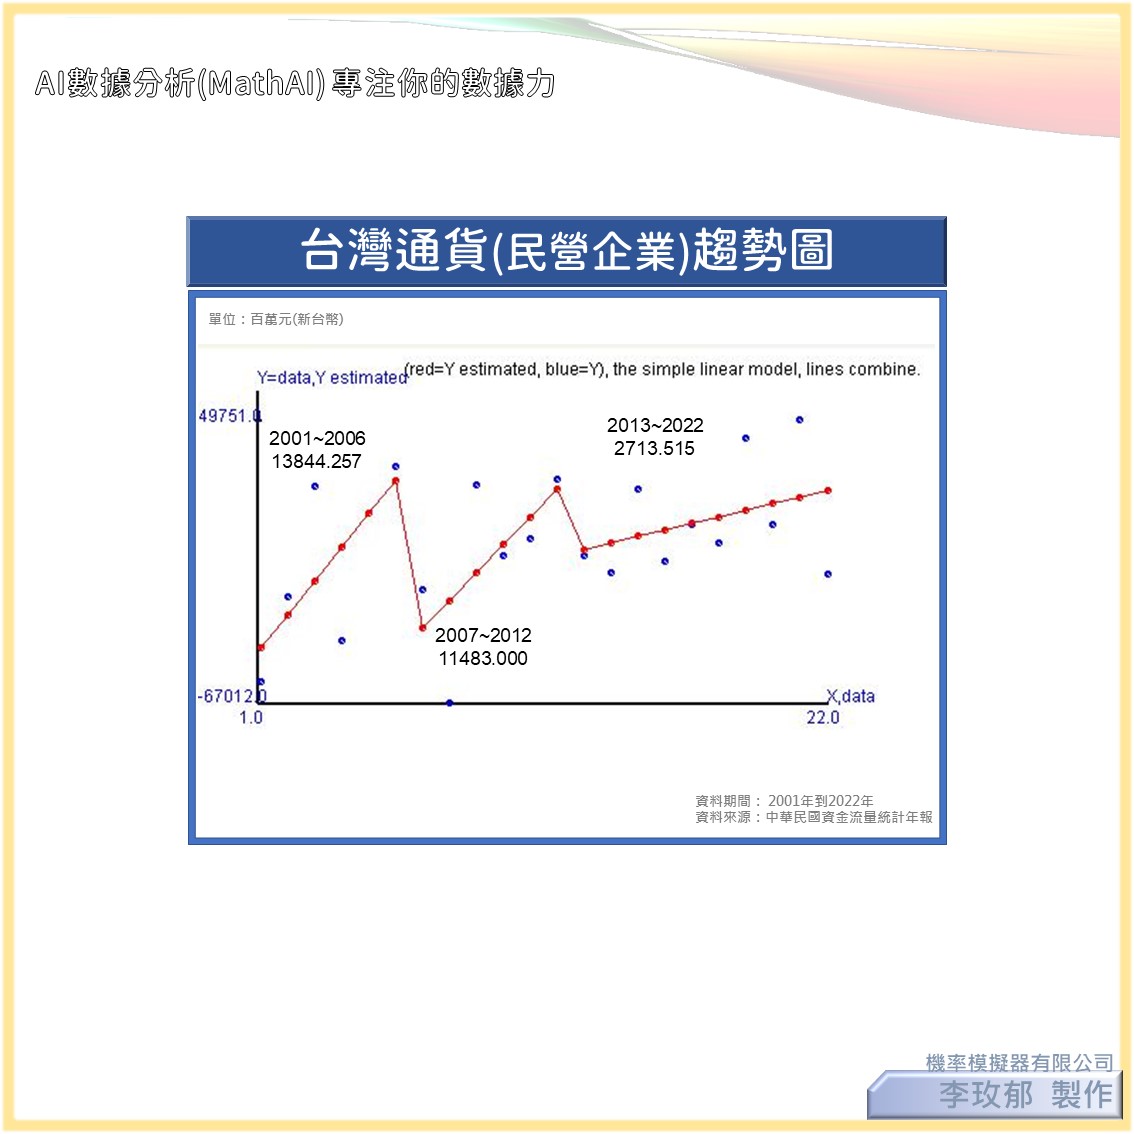 AI數據分析(MathAI) 專注你的數據力
台灣通貨(民營企業)趨勢圖
單位：百萬元(新台幣)
(red=Y estimated, blue=Y), the simple linear model, lines combine.
Y=data,Y estimated
49751.0
2001~2006
13844.257
2013~2022
2713.515
2007~2012
11483.000
-67012.0
X,data
1.0
22.0
資料期間： 2001年到2022年
資料來源：中華民國資金流量統計年報
機率模擬器有限公司
李玫郁 製作